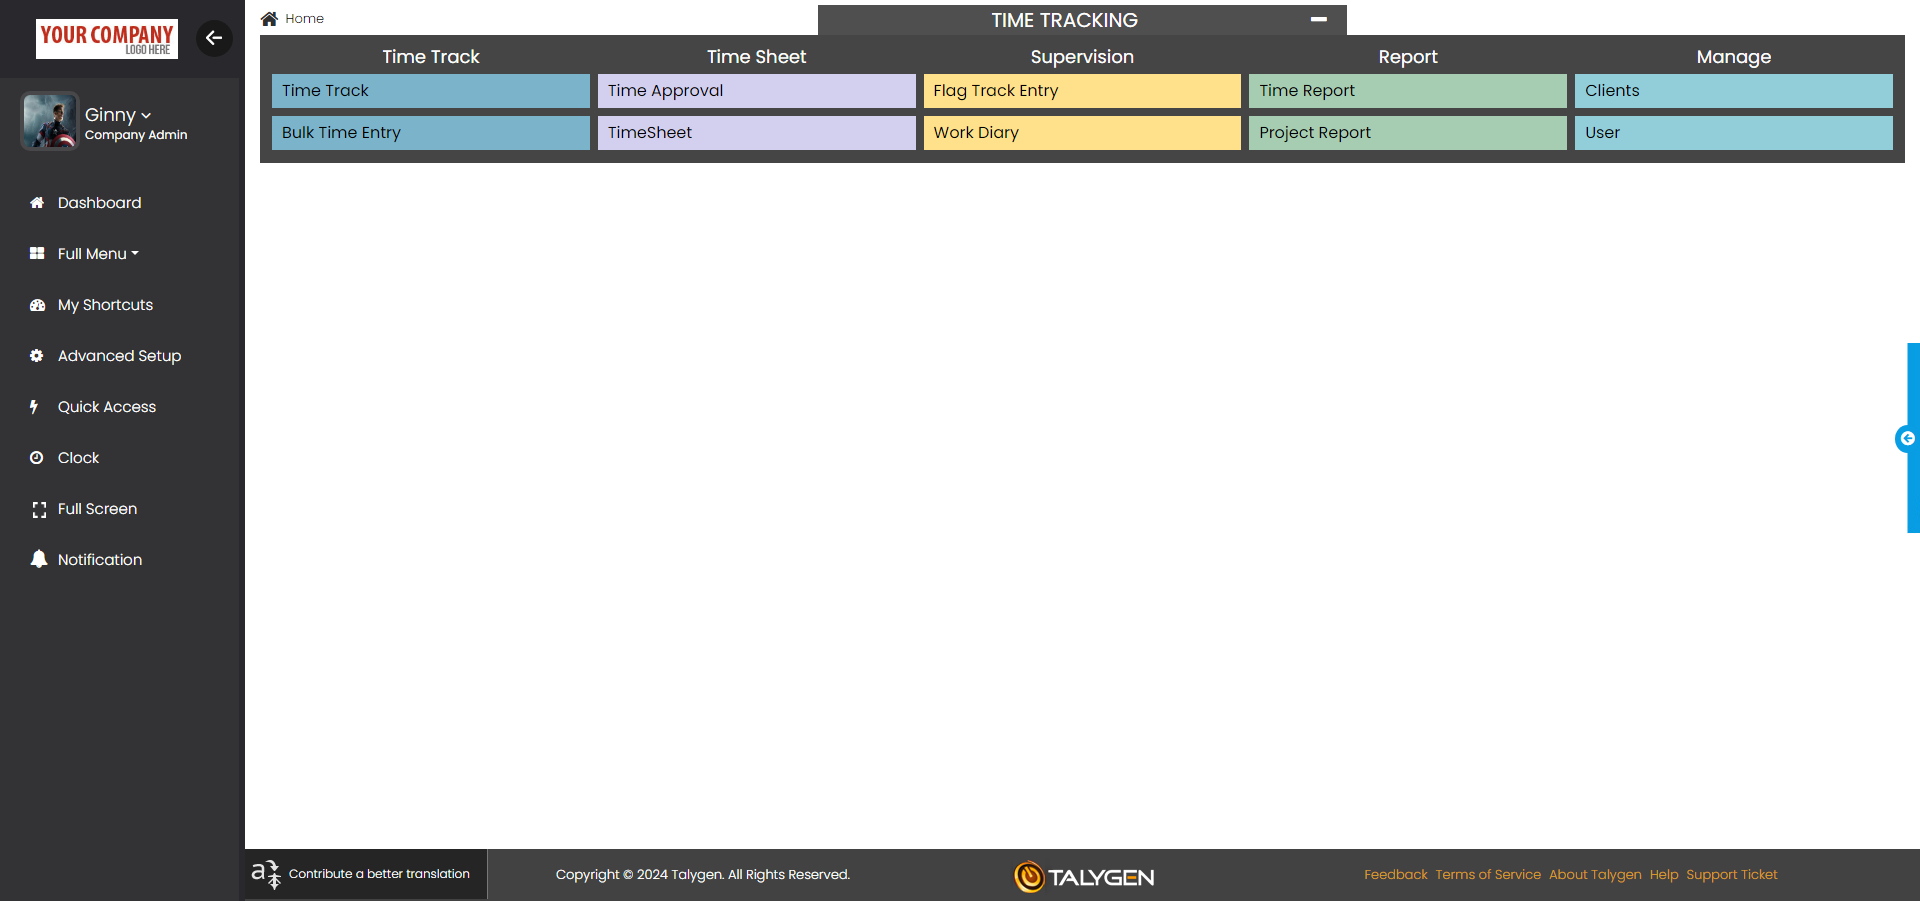 YOUR COMPANY
LOGO HERE
Ginny
Company Admin
Dashboard
Full Menu
My Shortcuts
Advanced Setup
Quick Access
Clock
Full Screen
Notification
Home
TIME TRACKING
Time Track
Time Sheet
Supervision
Report
Manage
Time Track
Time Approval
Flag Track Entry
Time Report
Clients
Bulk Time Entry
TimeSheet
Work Diary
Project Report
User
Contribute a better translation
Copyright © 2024 Talygen. All Rights Reserved.
TALYGEN
Feedback Terms of Service About Talygen Help Support Ticket